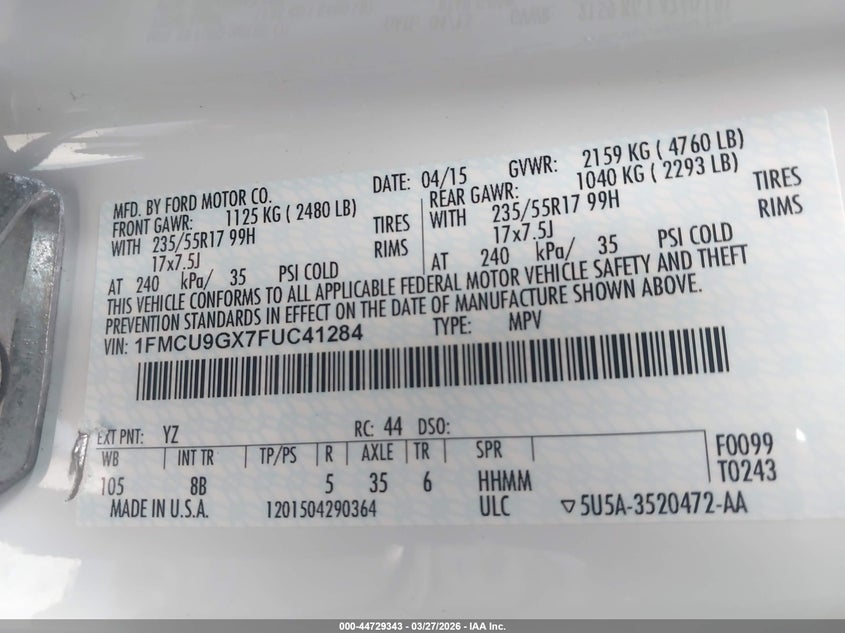 MFD. BY FORD MOTOR CO. DATE: 04/15 GVWR: 2159 KG ( 4760 LB)
FRONT GAWR: 1125 KG ( 2480 LB) REAR GAWR: 1040 KG ( 2293 LB)
WITH 235/55R17 99H TIRES WITH 235/55R17 99H TIRES
17x7.5J RIMS 17x7.5J RIMS
AT 240 kPa/ 35 PSI COLD AT 240 kPa/ 35 PSI COLD
THIS VEHICLE CONFORMS TO ALL APPLICABLE FEDERAL MOTOR VEHICLE SAFETY AND THEFT
PREVENTION STANDARDS IN EFFECT ON THE DATE OF MANUFACTURE SHOWN ABOVE.
VIN: 1FMCU9GX7FUC41284 TYPE: MPV
EXT PNT: YZ RC: 44 DSO:
WB INT TR TP/PS R AXLE TR SPR F0099
105 8B 5 35 6 HHMM T0243
MADE IN U.S.A. 1201504290364 ULC ▽5U5A-3520472-AA
000-44729343 | 03/27/2026 - IAA Inc.